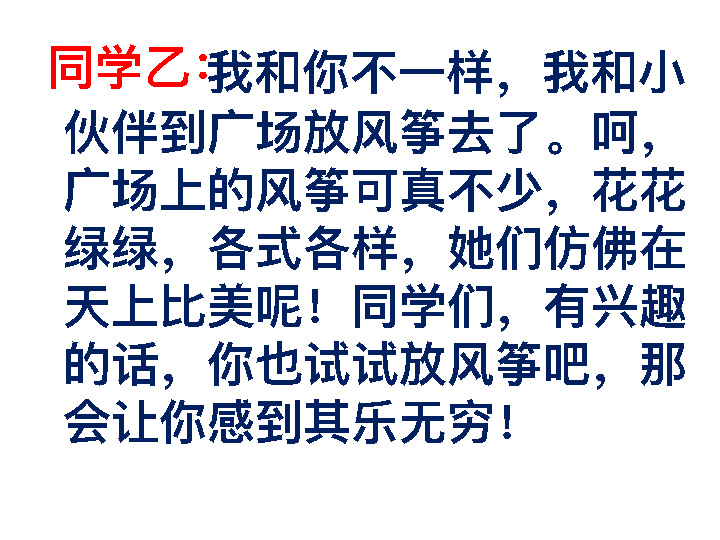 同学乙：我和你不一样，我和小
伙伴到广场放风筝去了。呵，
广场上的风筝可真不少，花花
绿绿，各式各样，她们仿佛在
天上比美呢！同学们，有兴趣
的话，你也试试放风筝吧，那
会让你感到其乐无穷！